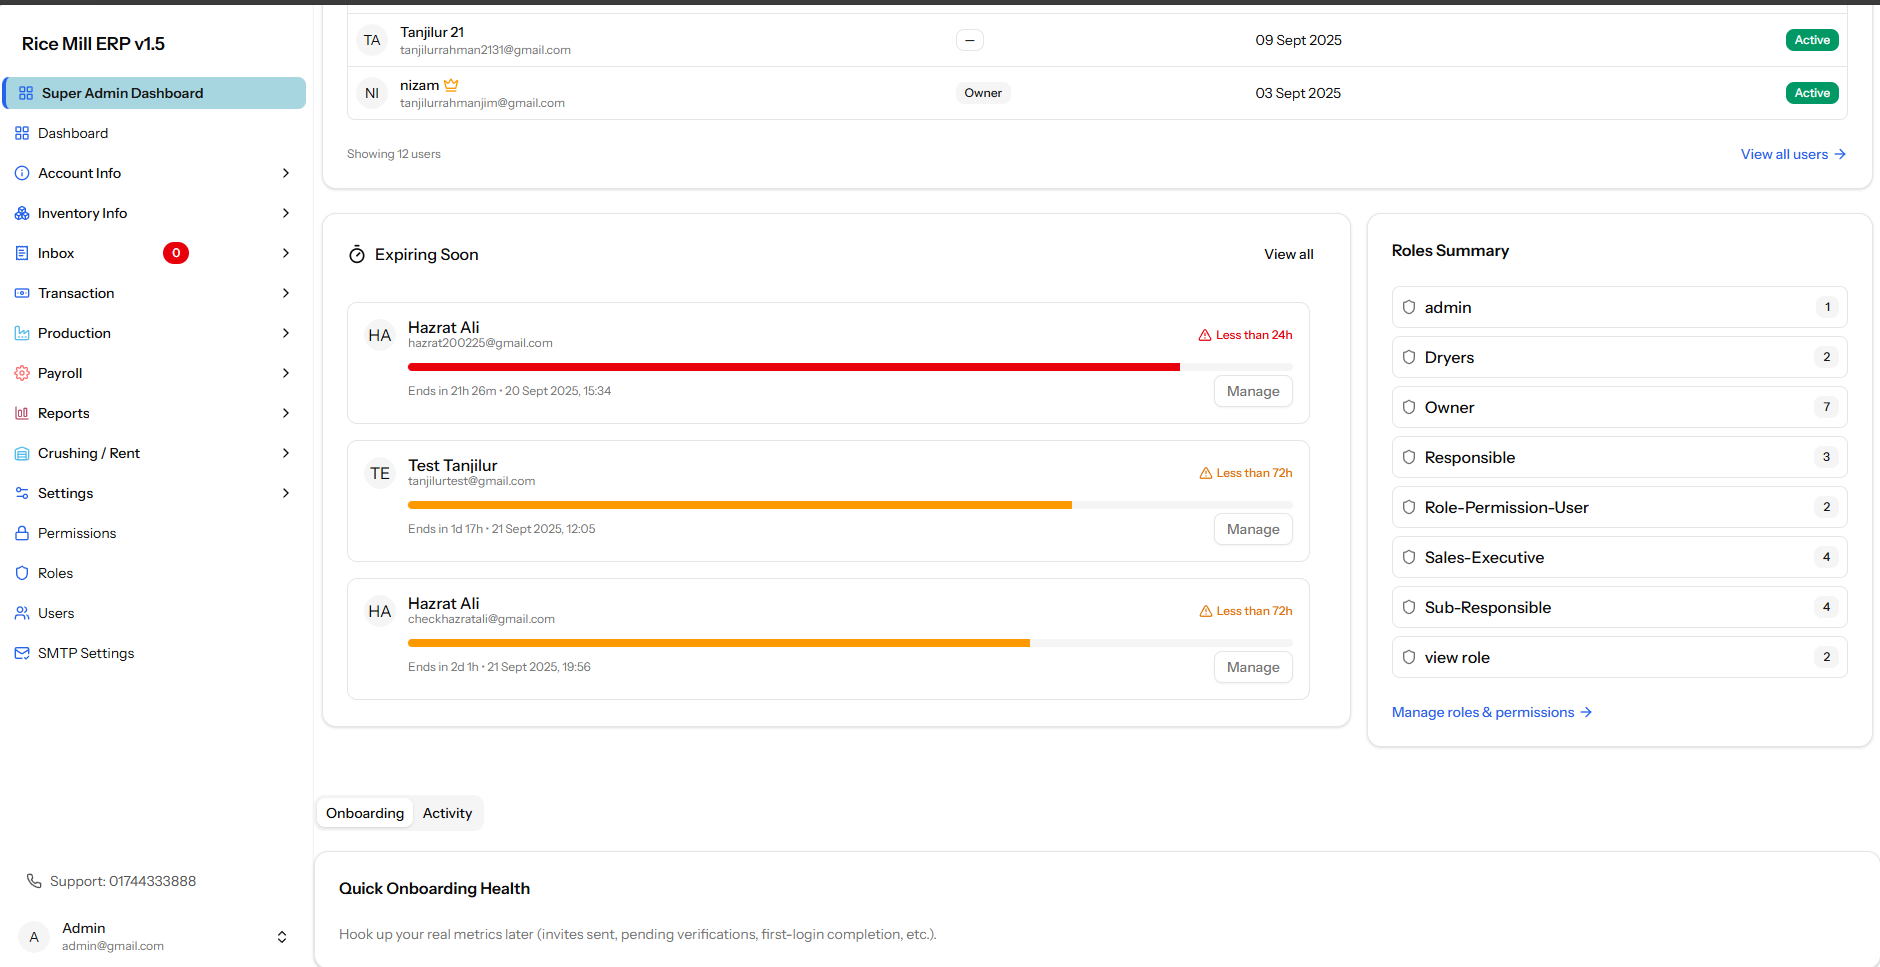 Rice Mill ERP v1.5
Super Admin Dashboard
Dashboard
Account Info
Inventory Info
Inbox 0
Transaction
Production
Payroll
Reports
Crushing / Rent
Settings
Permissions
Roles
Users
SMTP Settings
Support: 01744333888
A
Admin
admin@gmail.com
TA
Tanjilur 21
tanjilurrahman2131@gmail.com
—
09 Sept 2025
Active
NI
nizam
tanjilurrahmanjim@gmail.com
Owner
03 Sept 2025
Active
Showing 12 users
View all users →
Expiring Soon
View all
HA
Hazrat Ali
hazrat200225@gmail.com
Less than 24h
Ends in 21h 26m • 20 Sept 2025, 15:34
Manage
TE
Test Tanjilur
tanjilurtest@gmail.com
Less than 72h
Ends in 1d 17h • 21 Sept 2025, 12:05
Manage
HA
Hazrat Ali
checkhazratali@gmail.com
Less than 72h
Ends in 2d 1h • 21 Sept 2025, 19:56
Manage
Roles Summary
admin 1
Dryers 2
Owner 7
Responsible 3
Role-Permission-User 2
Sales-Executive 4
Sub-Responsible 4
view role 2
Manage roles & permissions →
Onboarding
Activity
Quick Onboarding Health
Hook up your real metrics later (invites sent, pending verifications, first-login completion, etc.).